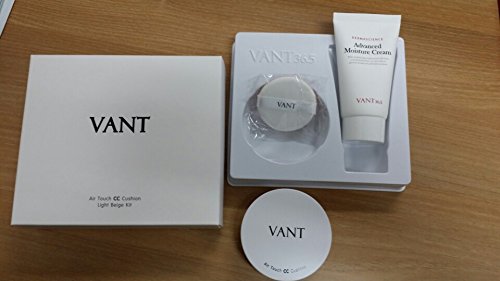 VANT
Air Touch CC Cushion
Light Beige Kit
VANT365
VANT
DERMASCIENCE
Advanced
Moisture Cream
VANT365
VANT
Air Touch CC Cushion